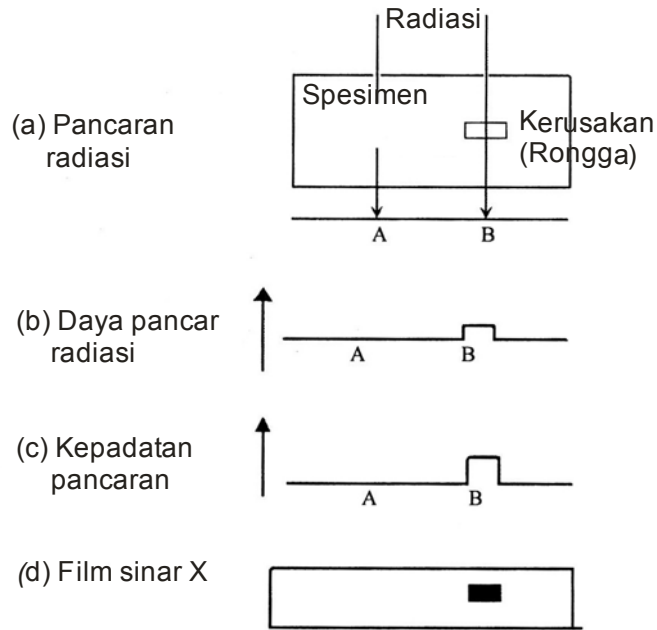 Radiasi
Spesimen
(a) Pancaran
radiasi
Kerusakan
(Rongga)
A B
(b) Daya pancar
radiasi
A B
(c) Kepadatan
pancaran
A B
(d) Film sinar X